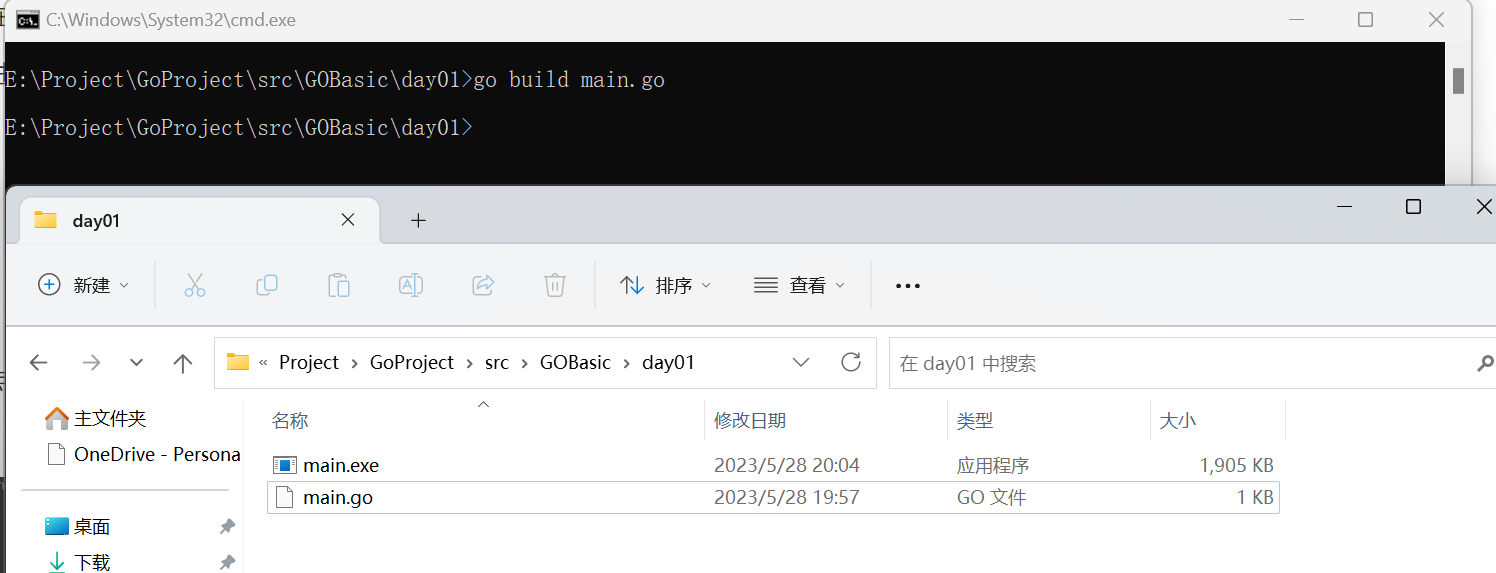 C:\Windows\System32\cmd.exe
E:\Project\GoProject\src\GOBasic\day01>go build main.go
E:\Project\GoProject\src\GOBasic\day01>
day01
新建 排序 查看
« Project > GoProject > src > GOBasic > day01 在 day01 中搜索
主文件夹 名称 修改日期 类型 大小
OneDrive - Persona main.exe 2023/5/28 20:04 应用程序 1,905 KB
main.go 2023/5/28 19:57 GO 文件 1 KB
桌面
下载